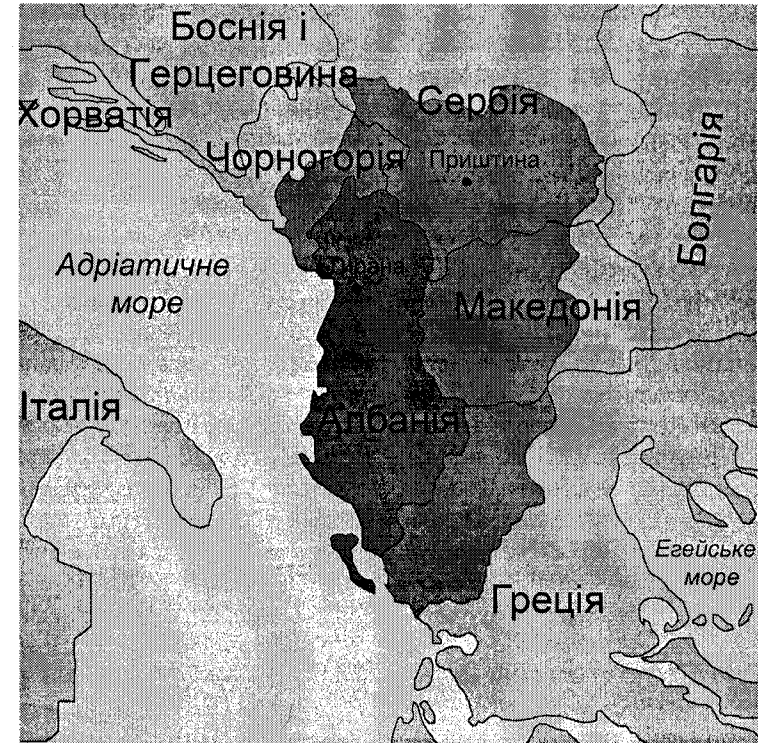 Боснія і
Герцеговина
Сербія
Хорватія
Чорногорія
Приштина
Болгарія
Адріатичне
море
Тирана
Македонія
Італія
Албанія
Егейське
море
Греція